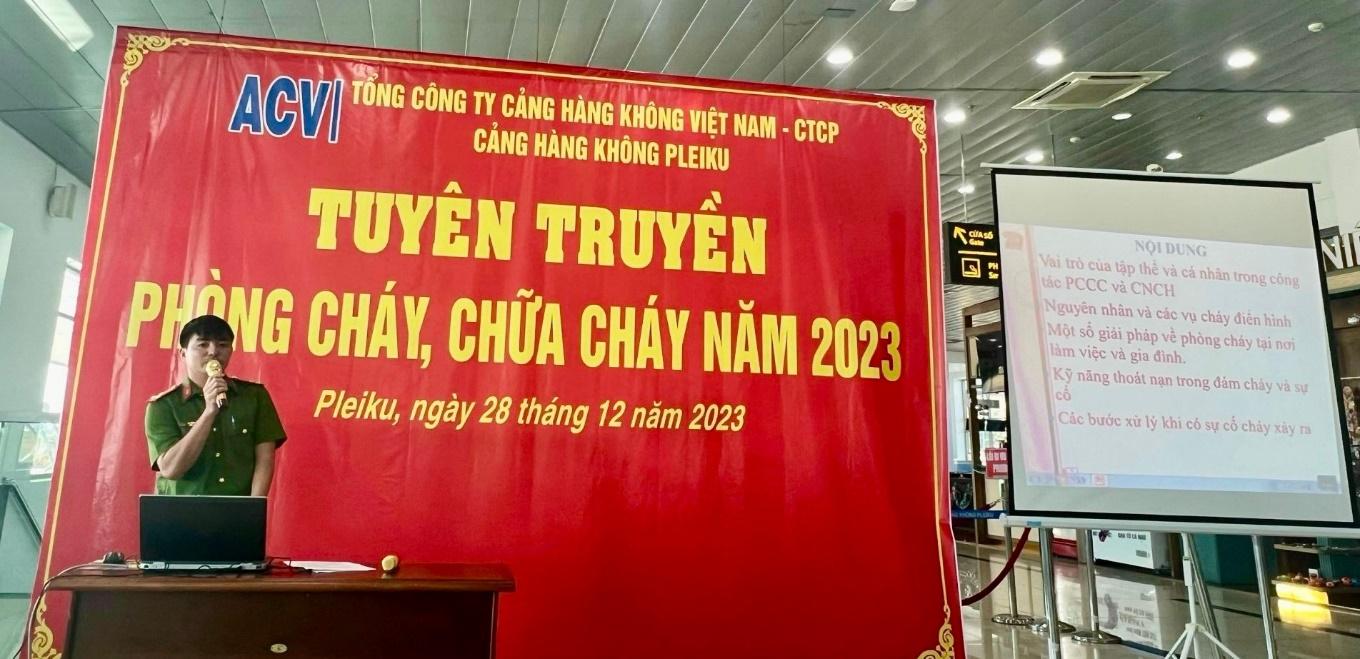 ACV
TỔNG CÔNG TY CẢNG HÀNG KHÔNG VIỆT NAM - CTCP
CẢNG HÀNG KHÔNG PLEIKU
TUYÊN TRUYỀN
PHÒNG CHÁY, CHỮA CHÁY NĂM 2023
Pleiku, ngày 28 tháng 12 năm 2023
CỬA SỐ
Gate
NỘI DUNG
Vai trò của tập thể và cá nhân trong công
tác PCCC và CNCH
Nguyên nhân và các vụ cháy điển hình
Một số giải pháp về phòng cháy tại nơi
làm việc và gia đình.
Kỹ năng thoát nạn trong đám cháy và sự
cố
Các bước xử lý khi có sự cố cháy xảy ra